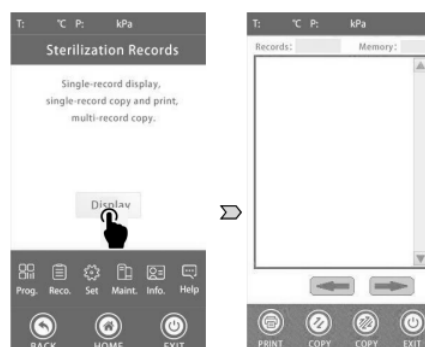 T: ℃ P: kPa
Sterilization Records
Single-record display,
single-record copy and print,
multi-record copy.
Display
Prog. Reco. Set Maint. Info. Help
BACK HOME EXIT
T: ℃ P: kPa
Records: Memory:
PRINT COPY COPY EXIT